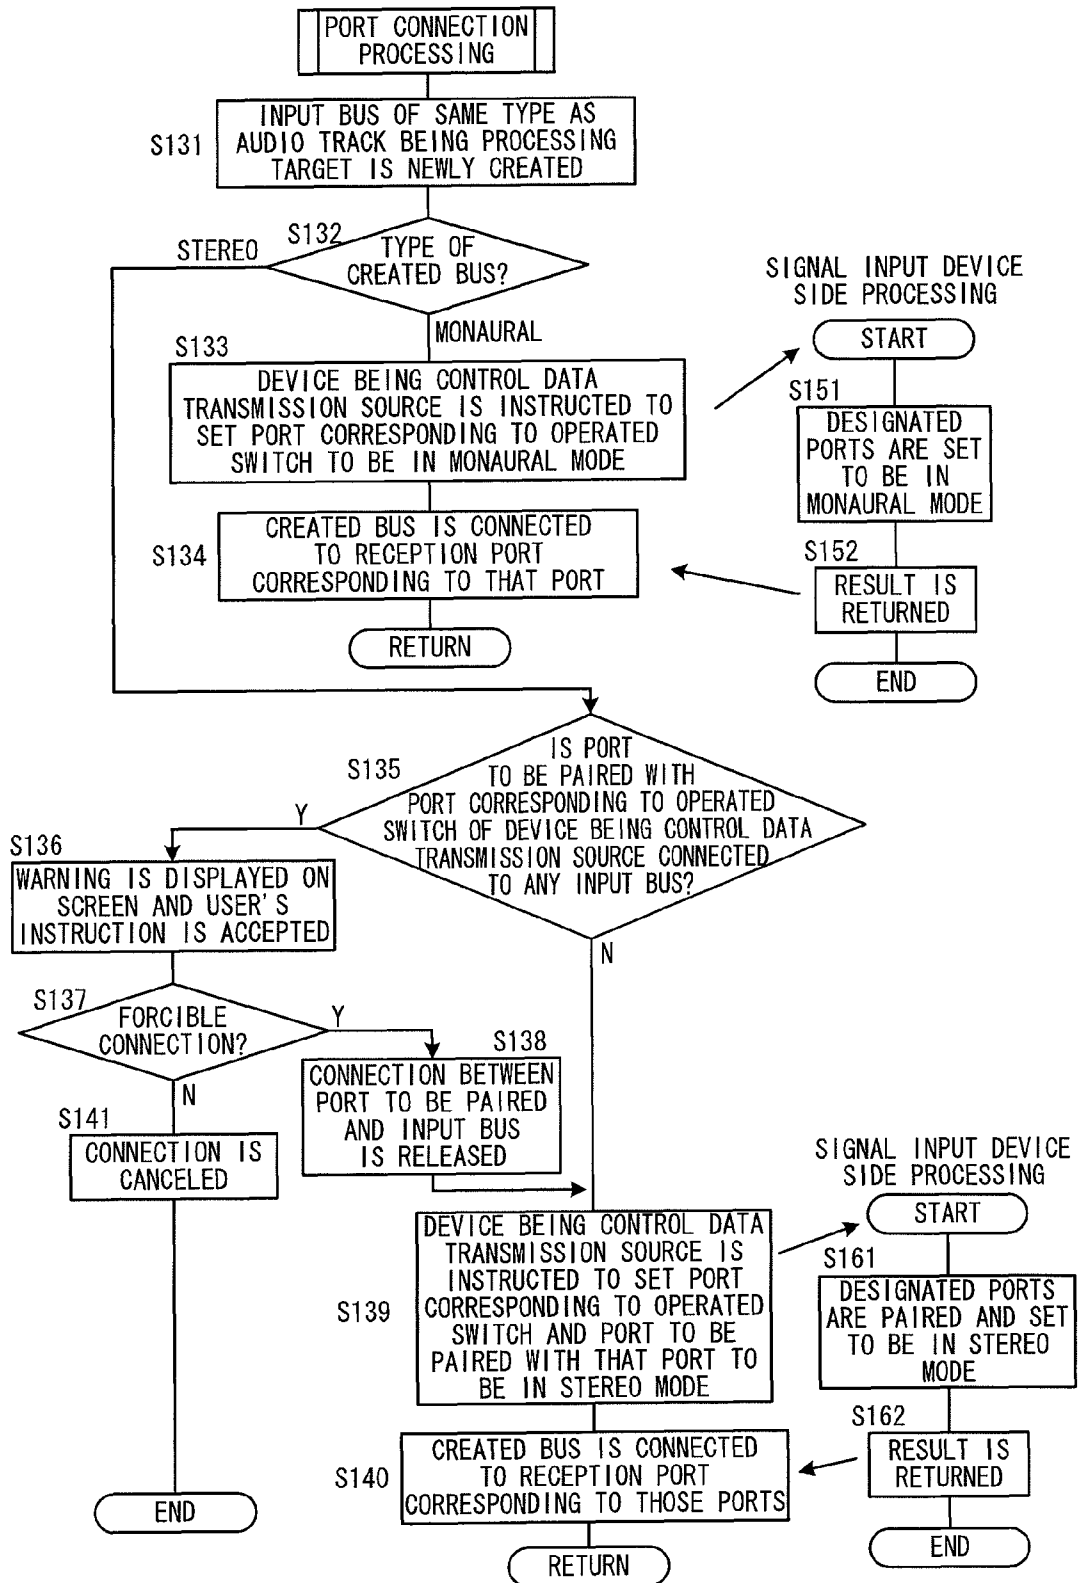 PORT CONNECTION
PROCESSING
S131
INPUT BUS OF SAME TYPE AS
AUDIO TRACK BEING PROCESSING
TARGET IS NEWLY CREATED
S132
STEREO
TYPE OF
CREATED BUS?
MONAURAL
S133
DEVICE BEING CONTROL DATA
TRANSMISSION SOURCE IS INSTRUCTED TO
SET PORT CORRESPONDING TO OPERATED
SWITCH TO BE IN MONAURAL MODE
S134
CREATED BUS IS CONNECTED
TO RECEPTION PORT
CORRESPONDING TO THAT PORT
RETURN
SIGNAL INPUT DEVICE
SIDE PROCESSING
START
S151
DESIGNATED
PORTS ARE SET
TO BE IN
MONAURAL MODE
S152
RESULT IS
RETURNED
END
S135
IS PORT
TO BE PAIRED WITH
PORT CORRESPONDING TO OPERATED
SWITCH OF DEVICE BEING CONTROL DATA
TRANSMISSION SOURCE CONNECTED
TO ANY INPUT BUS?
Y
N
S136
WARNING IS DISPLAYED ON
SCREEN AND USER'S
INSTRUCTION IS ACCEPTED
S137
FORCIBLE
CONNECTION?
Y
N
S138
CONNECTION BETWEEN
PORT TO BE PAIRED
AND INPUT BUS
IS RELEASED
S141
CONNECTION IS
CANCELED
END
S139
DEVICE BEING CONTROL DATA
TRANSMISSION SOURCE IS
INSTRUCTED TO SET PORT
CORRESPONDING TO OPERATED
SWITCH AND PORT TO BE
PAIRED WITH THAT PORT TO
BE IN STEREO MODE
S140
CREATED BUS IS CONNECTED
TO RECEPTION PORT
CORRESPONDING TO THOSE PORTS
RETURN
SIGNAL INPUT DEVICE
SIDE PROCESSING
START
S161
DESIGNATED PORTS
ARE PAIRED AND SET
TO BE IN STEREO
MODE
S162
RESULT IS
RETURNED
END